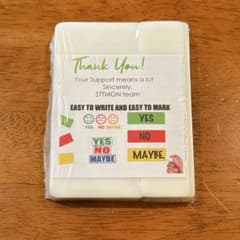 Thank You!
Your Support means a lot
Sincerely,
STTMGN team
EASY TO WRITE AND EASY TO MARK
YES NO MAYBE
YES
NO
MAYBE
YES
NO
MAYBE